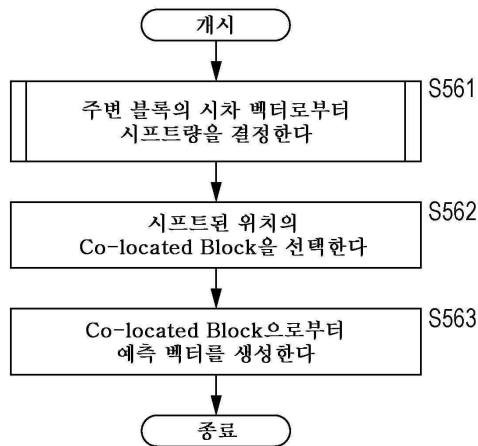 개시
주변 블록의 시차 벡터로부터
시프트량을 결정한다
S561
시프트된 위치의
Co-located Block을 선택한다
S562
Co-located Block으로부터
예측 벡터를 생성한다
S563
종료